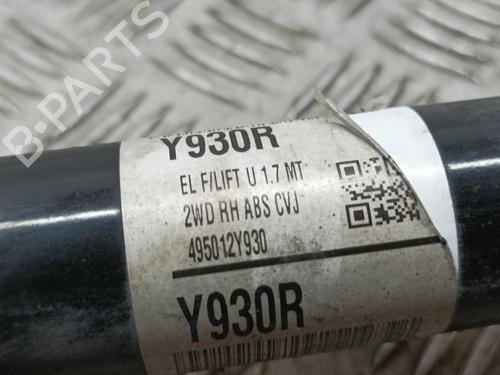 Y930R
EL F/LIFT U 1.7 MT
2WD RH ABS CVJ
495012Y930
Y930R
B-Parts